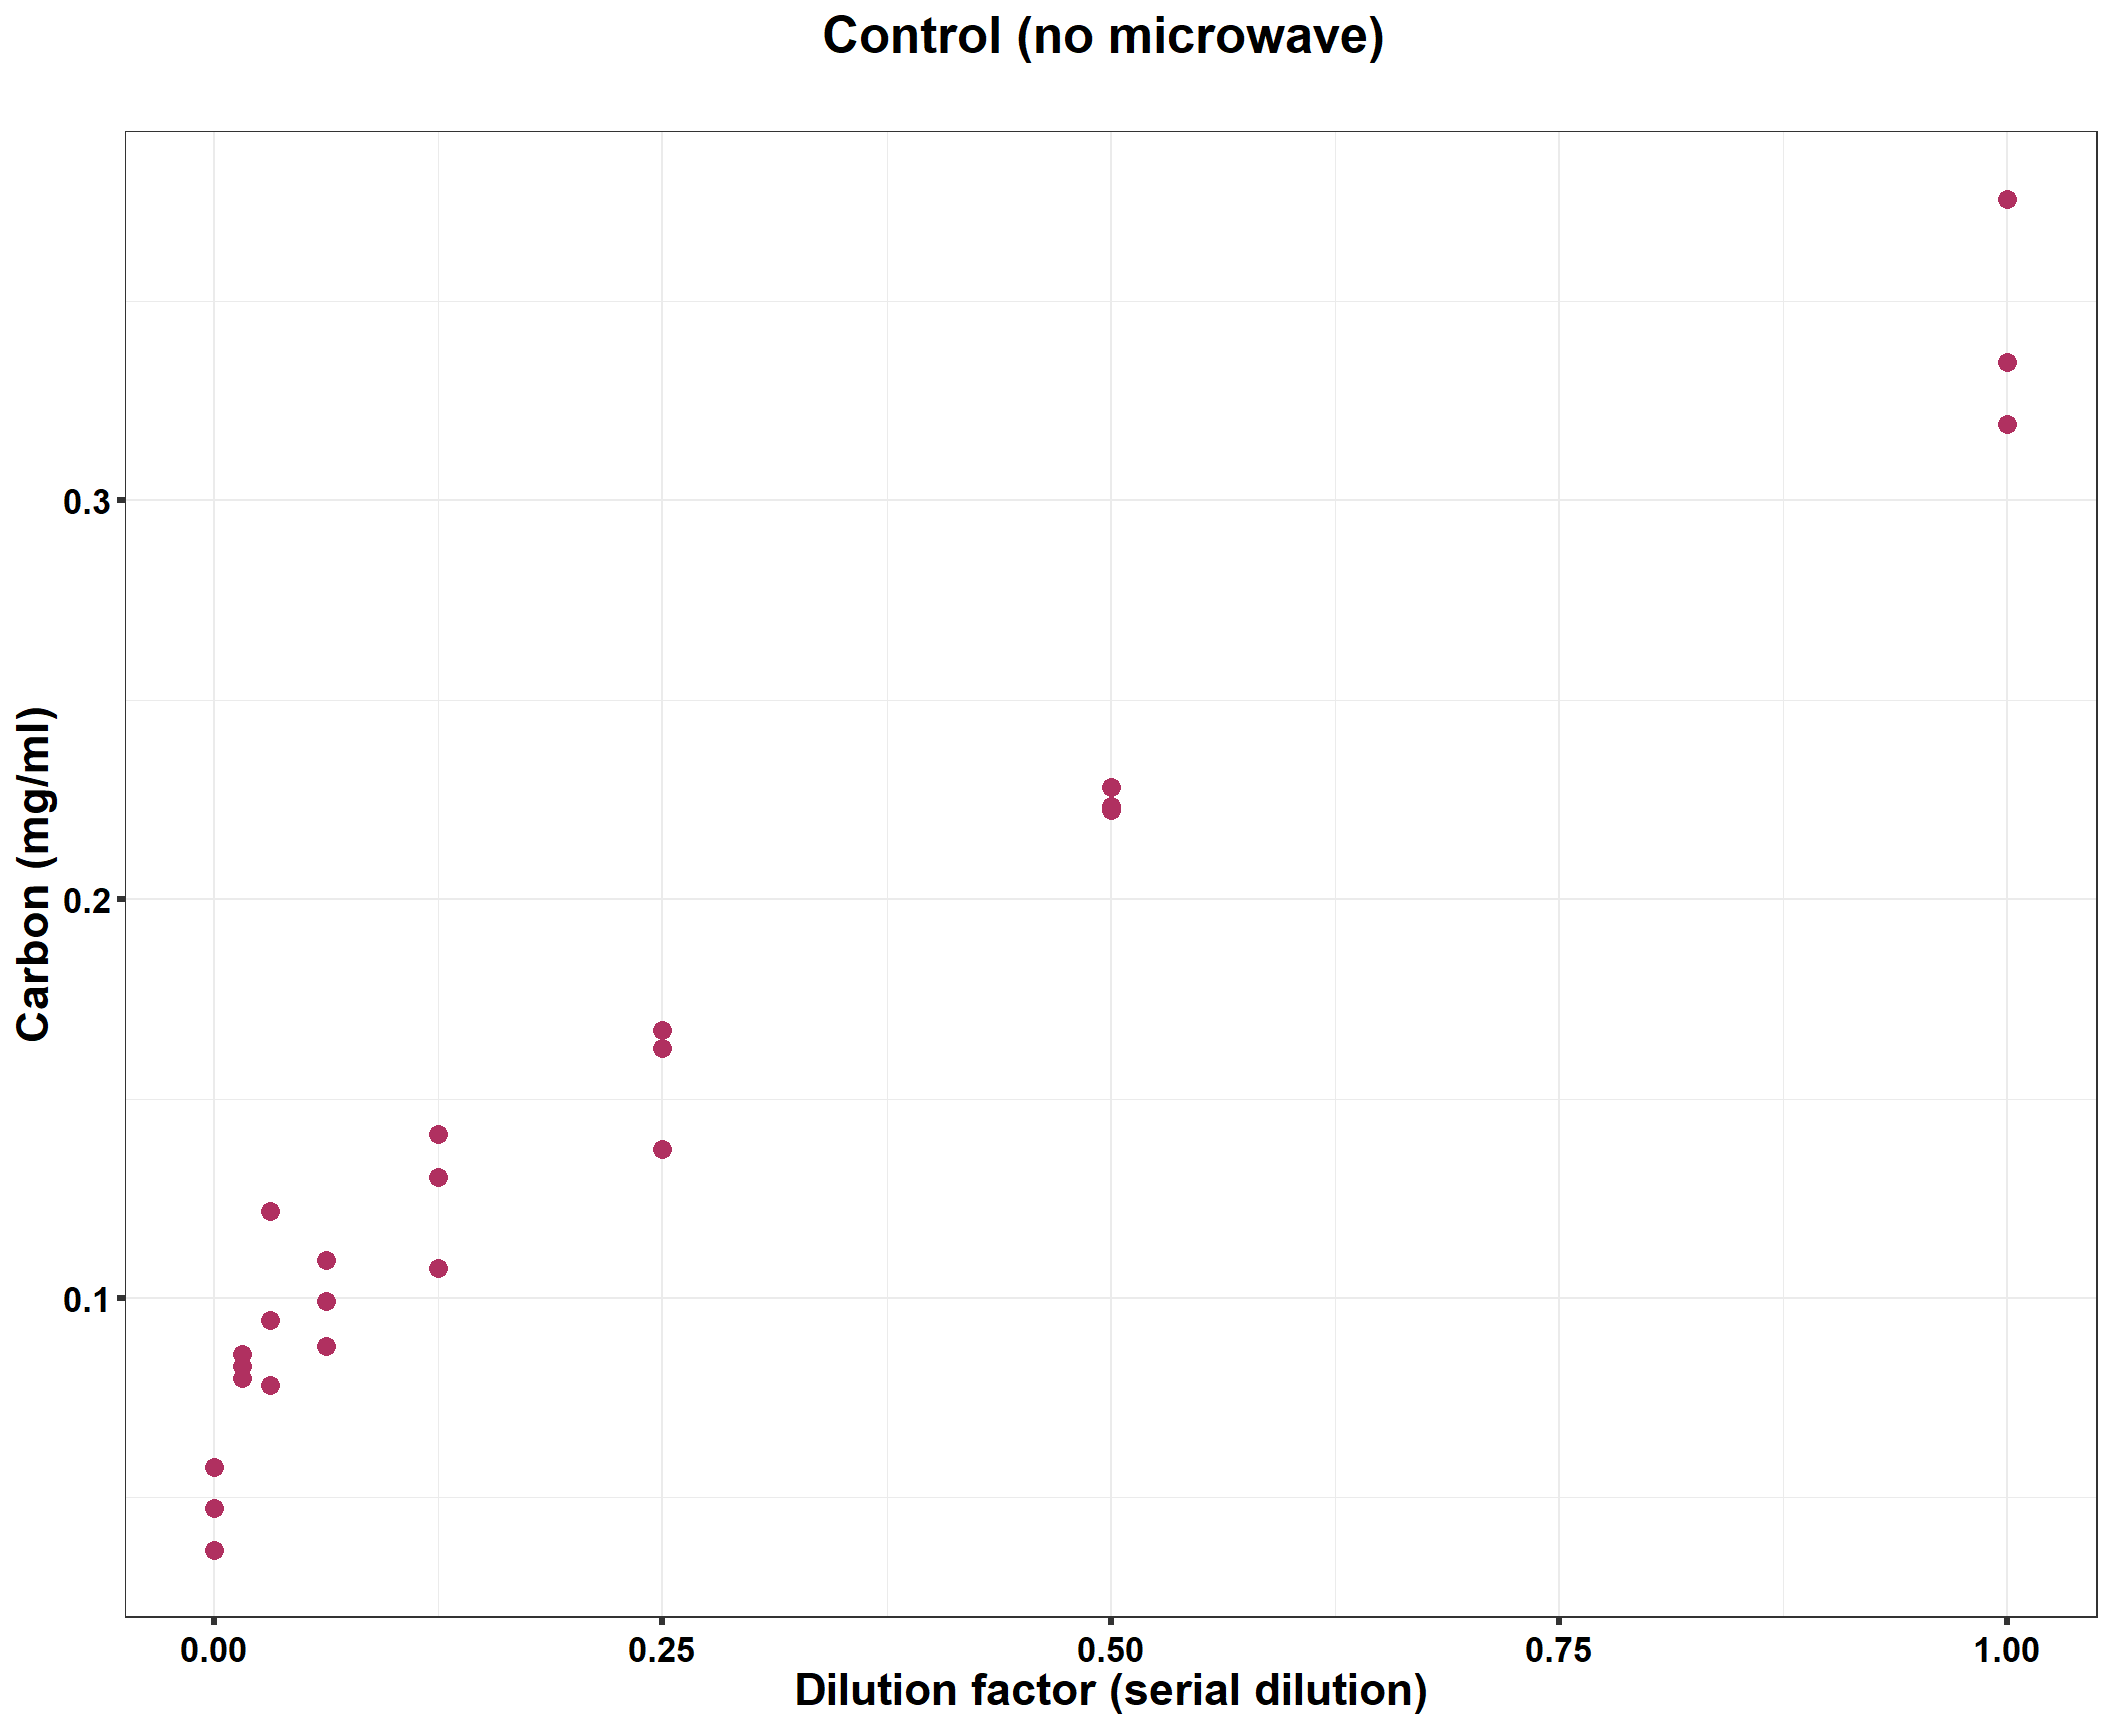 Control (no microwave)
Carbon (mg/ml)
0.3
0.2
0.1
0.00 0.25 0.50 0.75 1.00
Dilution factor (serial dilution)